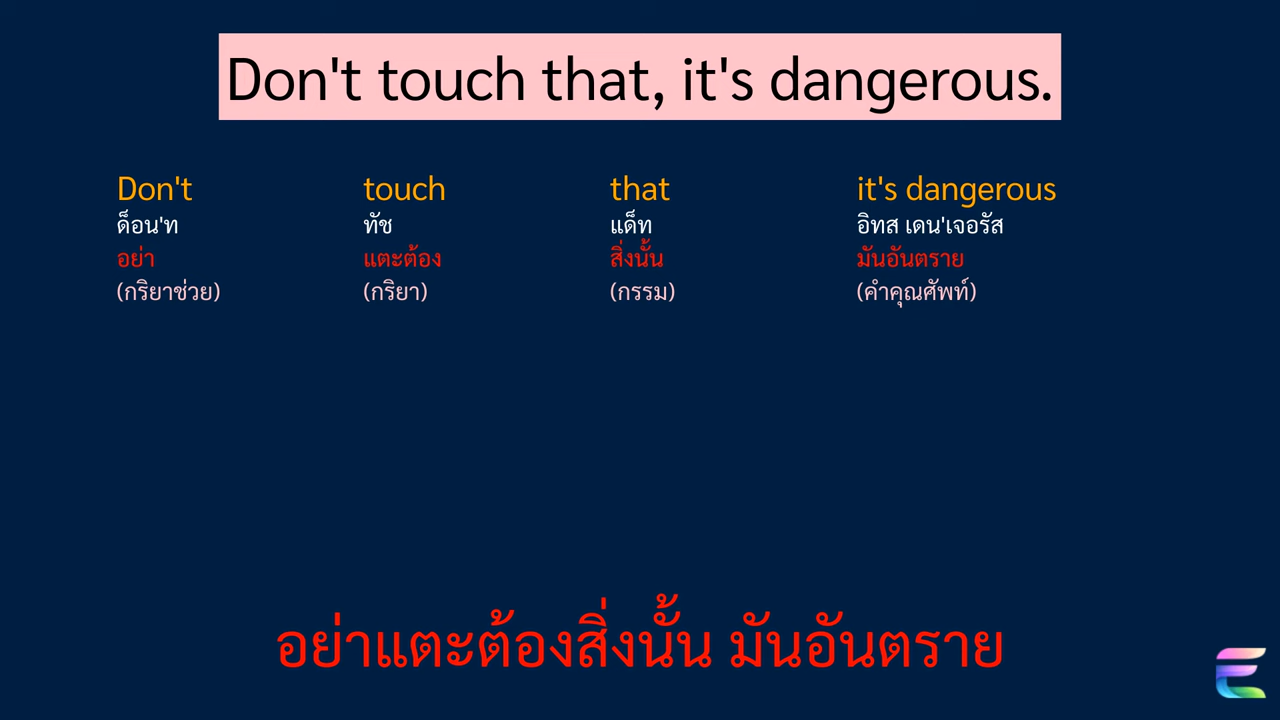 Don't touch that, it's dangerous.
Don't touch that it's dangerous
ด็อน'ท ทัช แด็ท อิทส เดน'เจอรัส
อย่า แตะต้อง สิ่งนั้น มันอันตราย
(กริยาช่วย) (กริยา) (กรรม) (คำคุณศัพท์)
อย่าแตะต้องสิ่งนั้น มันอันตราย